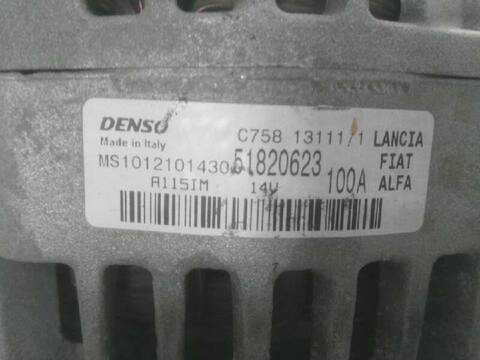 DENSO C758 13111/1 LANCIA
Made in Italy 51820623 FIAT
MS1012101430 100A ALFA
A115IM 14V